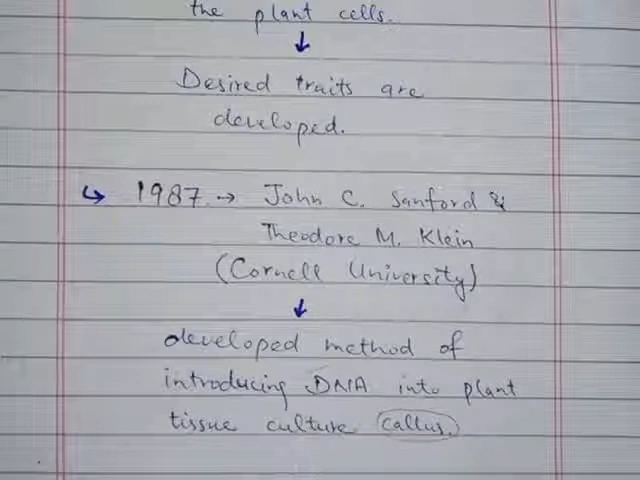 the plant cells.
↓
Desired traits are
developed.
↳ 1987 → John C. Sanford &
Theodore M. Klein
(Cornell University)
↓
developed method of
introducing DNA into plant
tissue culture callus.